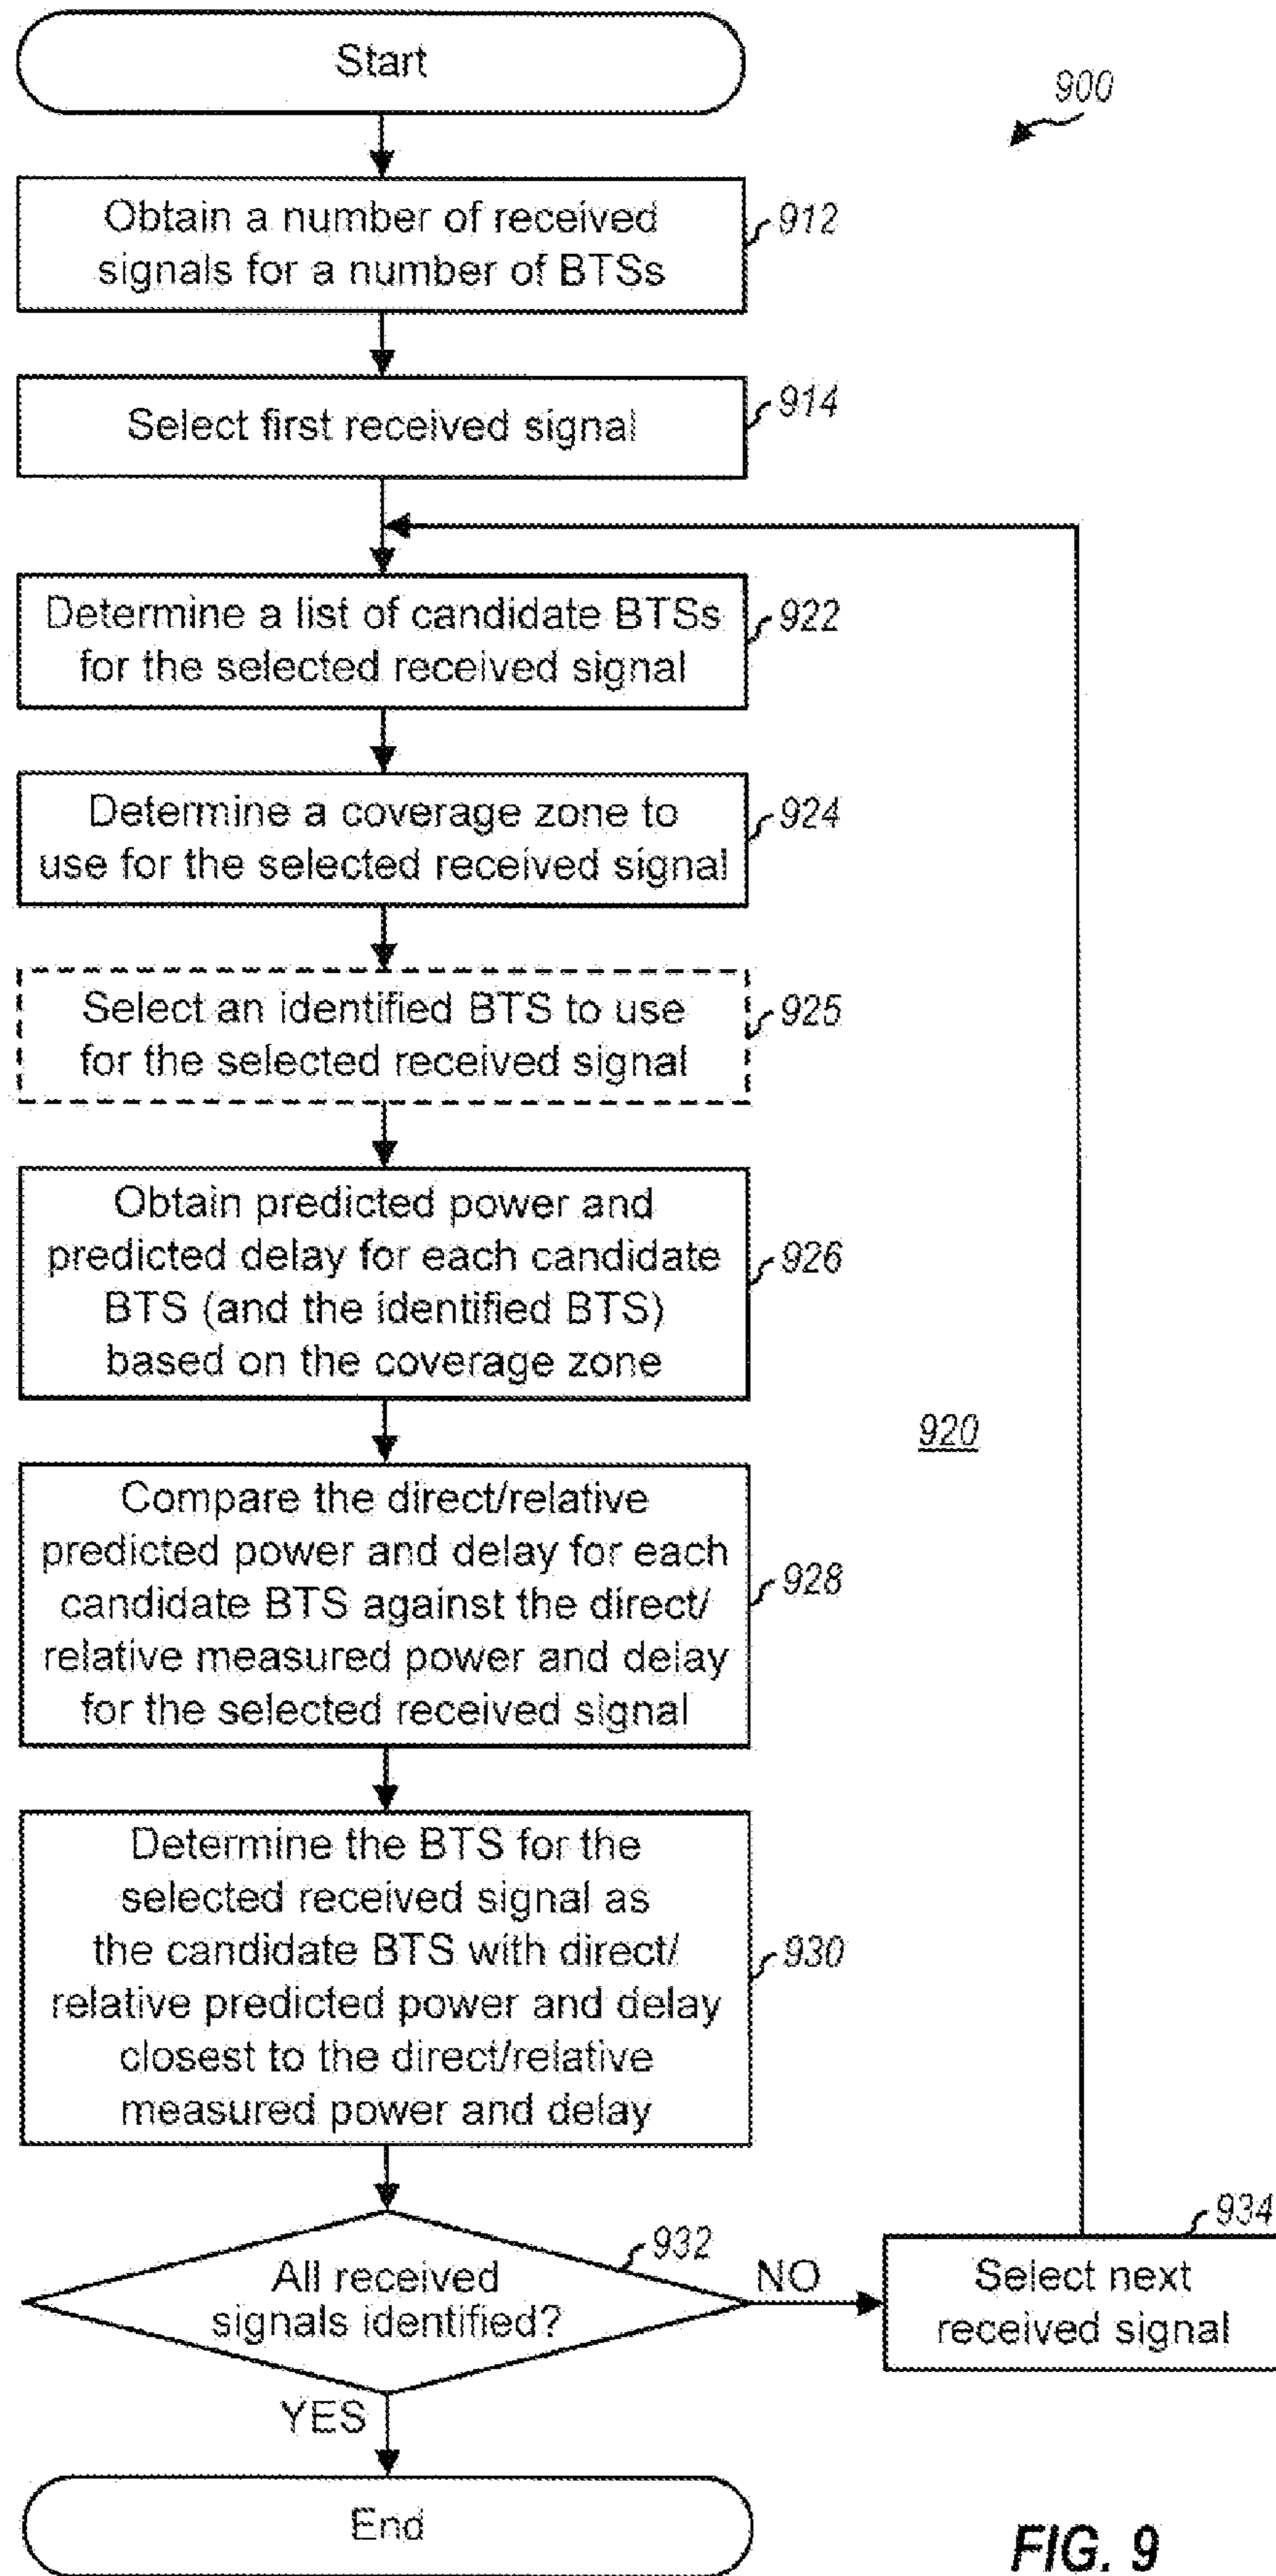 Start
900
Obtain a number of received
signals for a number of BTSs
912
Select first received signal
914
Determine a list of candidate BTSs
for the selected received signal
922
Determine a coverage zone to
use for the selected received signal
924
Select an identified BTS to use
for the selected received signal
925
Obtain predicted power and
predicted delay for each candidate
BTS (and the identified BTS)
based on the coverage zone
926
920
Compare the direct/relative
predicted power and delay for each
candidate BTS against the direct/
relative measured power and delay
for the selected received signal
928
Determine the BTS for the
selected received signal as
the candidate BTS with direct/
relative predicted power and delay
closest to the direct/relative
measured power and delay
930
All received
signals identified?
932
NO
934
Select next
received signal
YES
End
FIG. 9